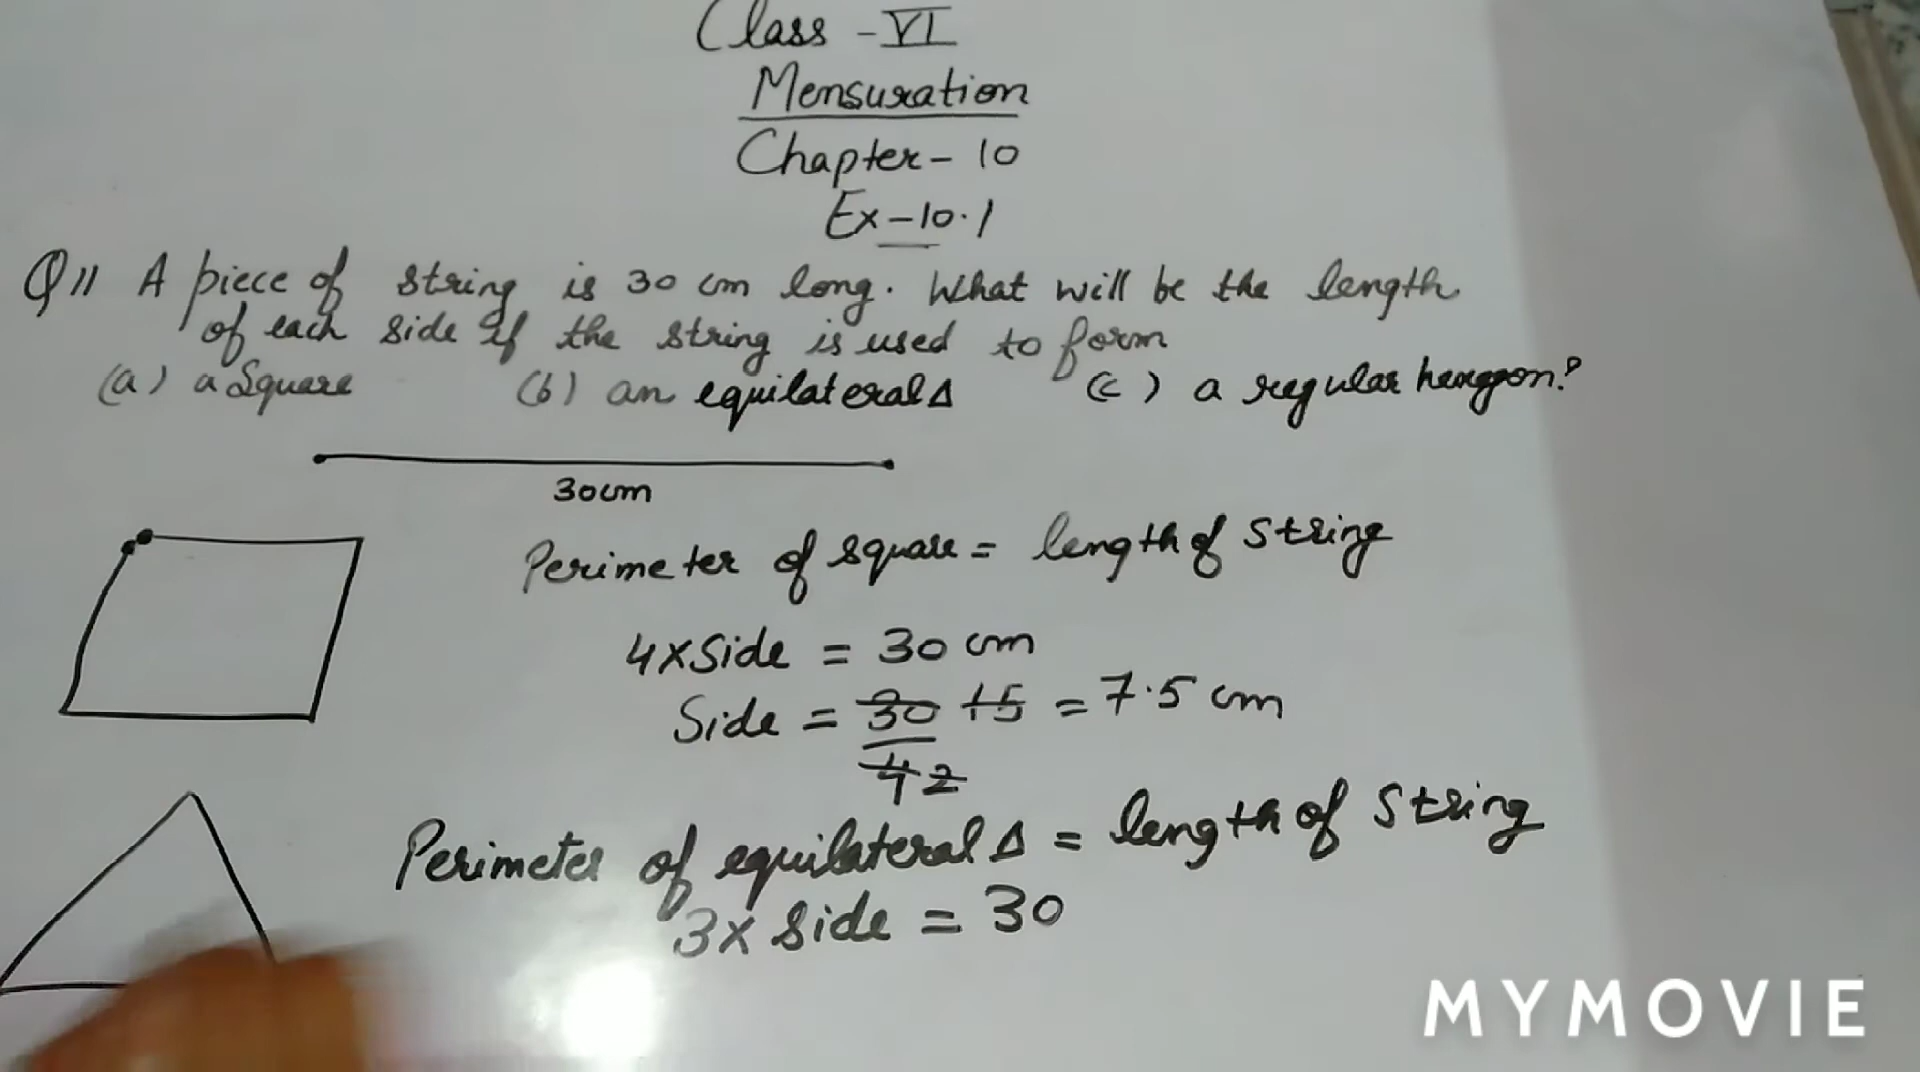 Class - VI
Mensuration
Chapter - 10
Ex - 10.1
Q11 A piece of string is 30 cm long. What will be the length
of each side if the string is used to form
(a) a Square (b) an equilateral Δ (c) a regular hexagon?
30cm
Perimeter of square = length of string
4 x Side = 30 cm
Side = 30 15 = 7.5 cm
4 2
Perimeter of equilateral Δ = length of string
3 x side = 30
MYMOVIE